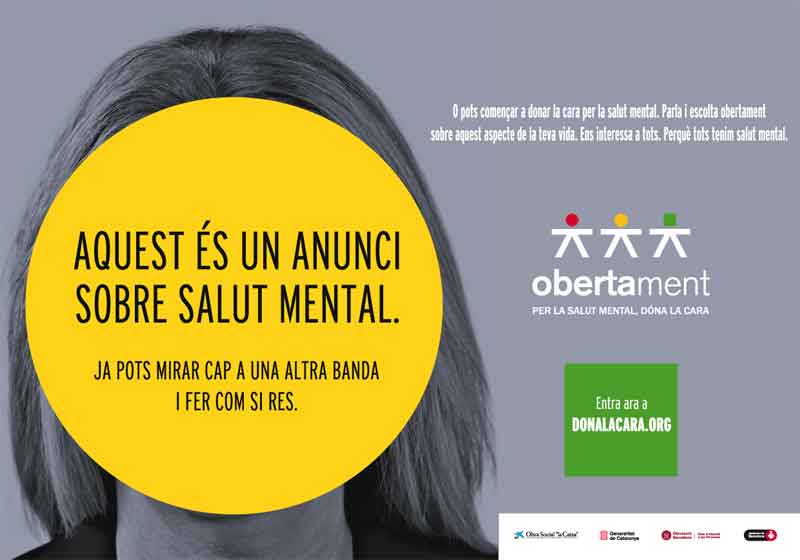 AQUEST ÉS UN ANUNCI
SOBRE SALUT MENTAL.
JA POTS MIRAR CAP A UNA ALTRA BANDA
I FER COM SI RES.
O pots començar a donar la cara per la salut mental. Parla i escolta obertament
sobre aquest aspecte de la teva vida. Ens interessa a tots. Perquè tots tenim salut mental.
obertament
PER LA SALUT MENTAL, DÓNA LA CARA
Entra ara a
DONALACARA.ORG
Obra Social "la Caixa"
Generalitat
de Catalunya
Diputació
Barcelona